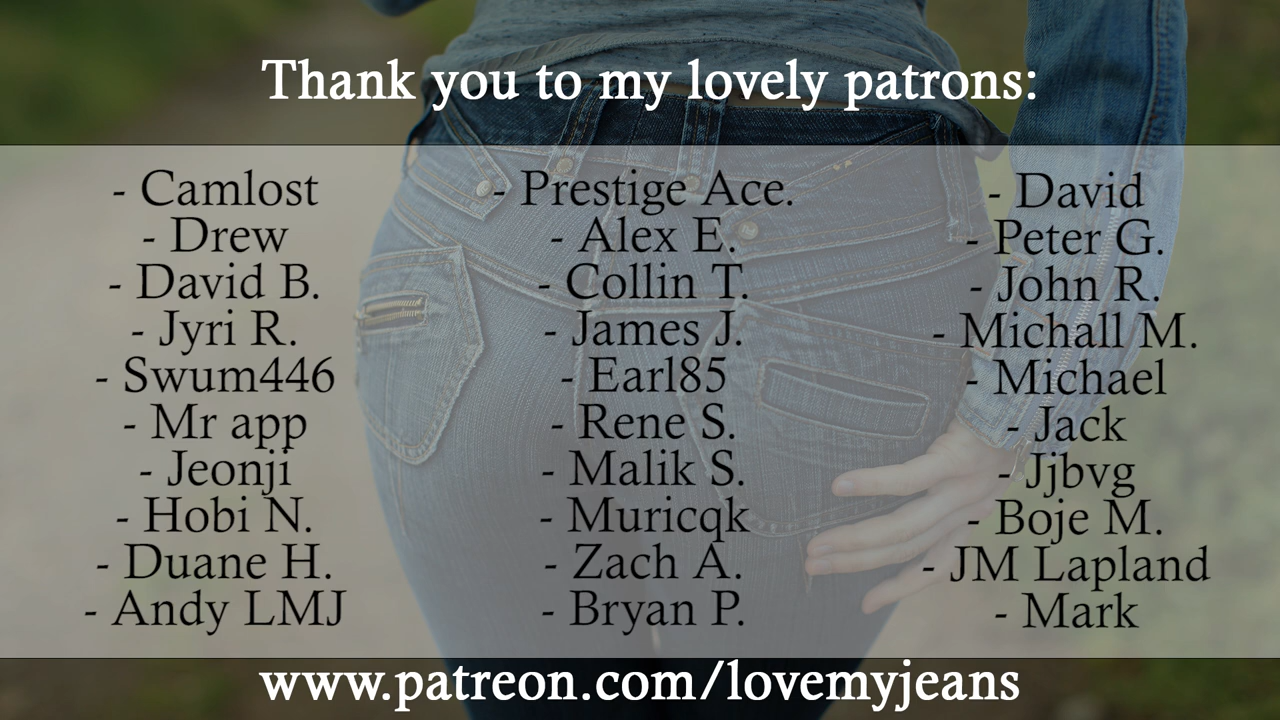 Thank you to my lovely patrons:
- Camlost
- Drew
- David B.
- Jyri R.
- Swum446
- Mr app
- Jeonji
- Hobi N.
- Duane H.
- Andy LMJ
- Prestige Ace.
- Alex E.
- Collin T.
- James J.
- Earl85
- Rene S.
- Malik S.
- Muricqk
- Zach A.
- Bryan P.
- David
- Peter G.
- John R.
- Michall M.
- Michael
- Jack
- Jjbvg
- Boje M.
- JM Lapland
- Mark
www.patreon.com/lovemyjeans